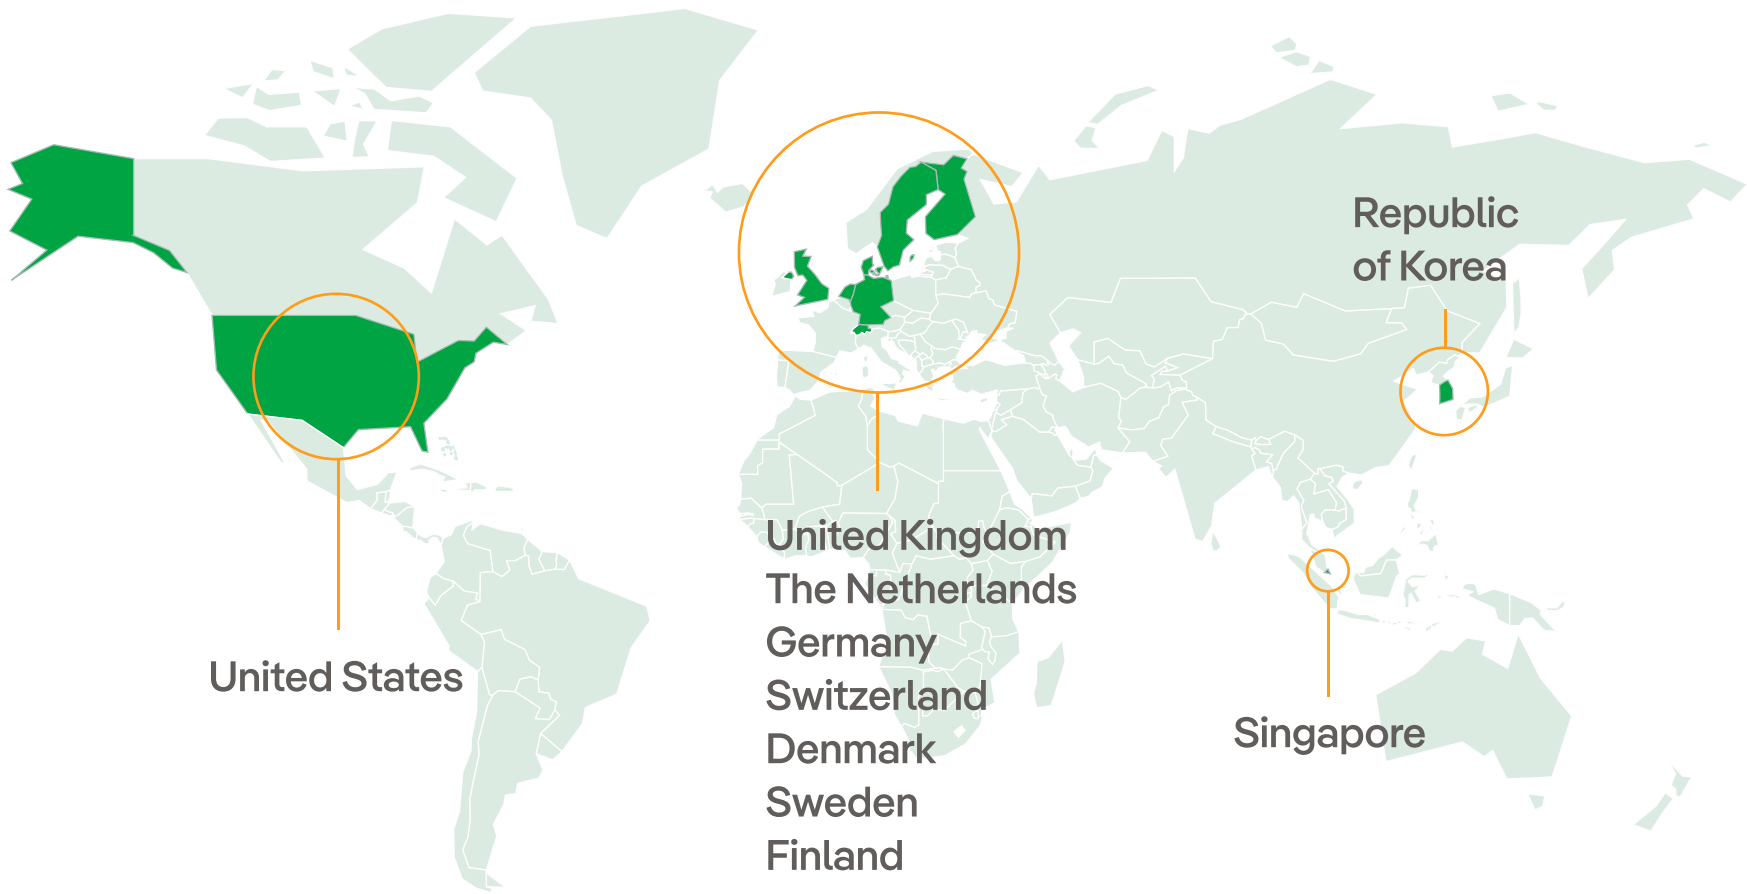 Republic
of Korea
United Kingdom
The Netherlands
Germany
Switzerland
Denmark
Sweden
Finland
United States
Singapore